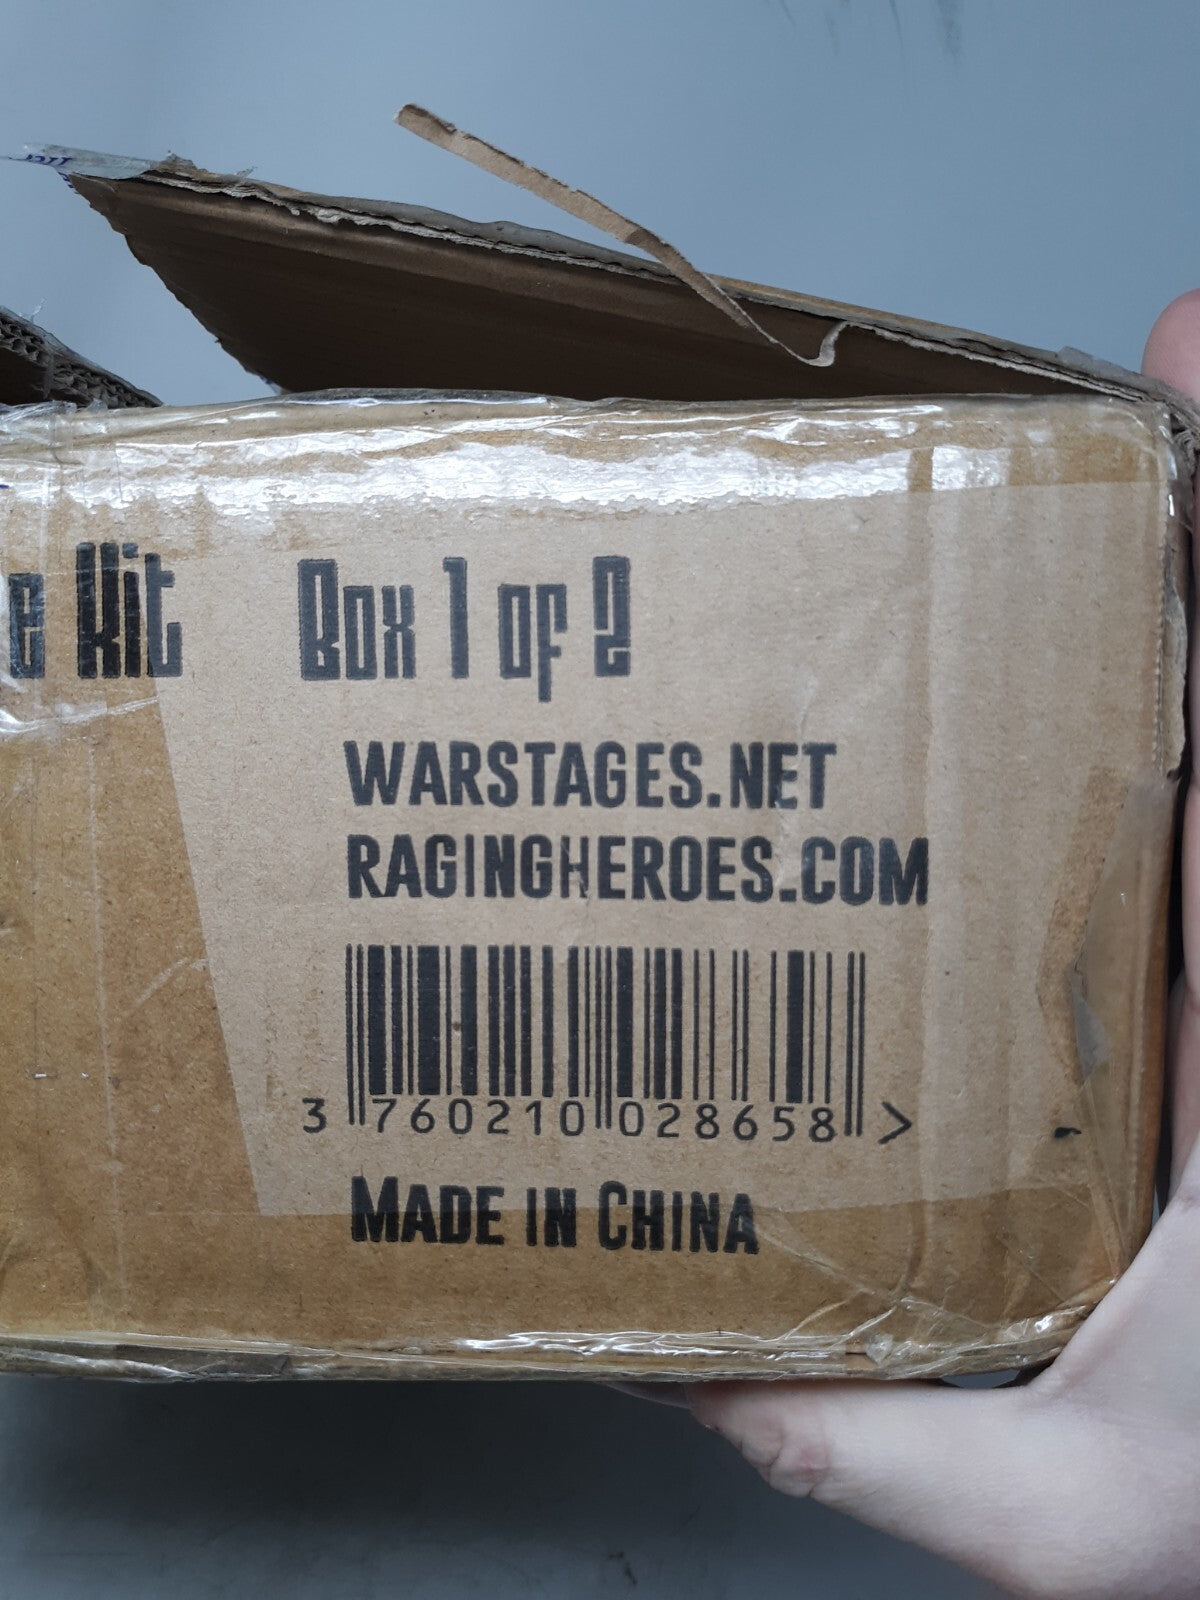 Kit Box 1 of 2
WARSTAGES.NET
RAGINGHEROES.COM
3 760210 028658 >
MADE IN CHINA